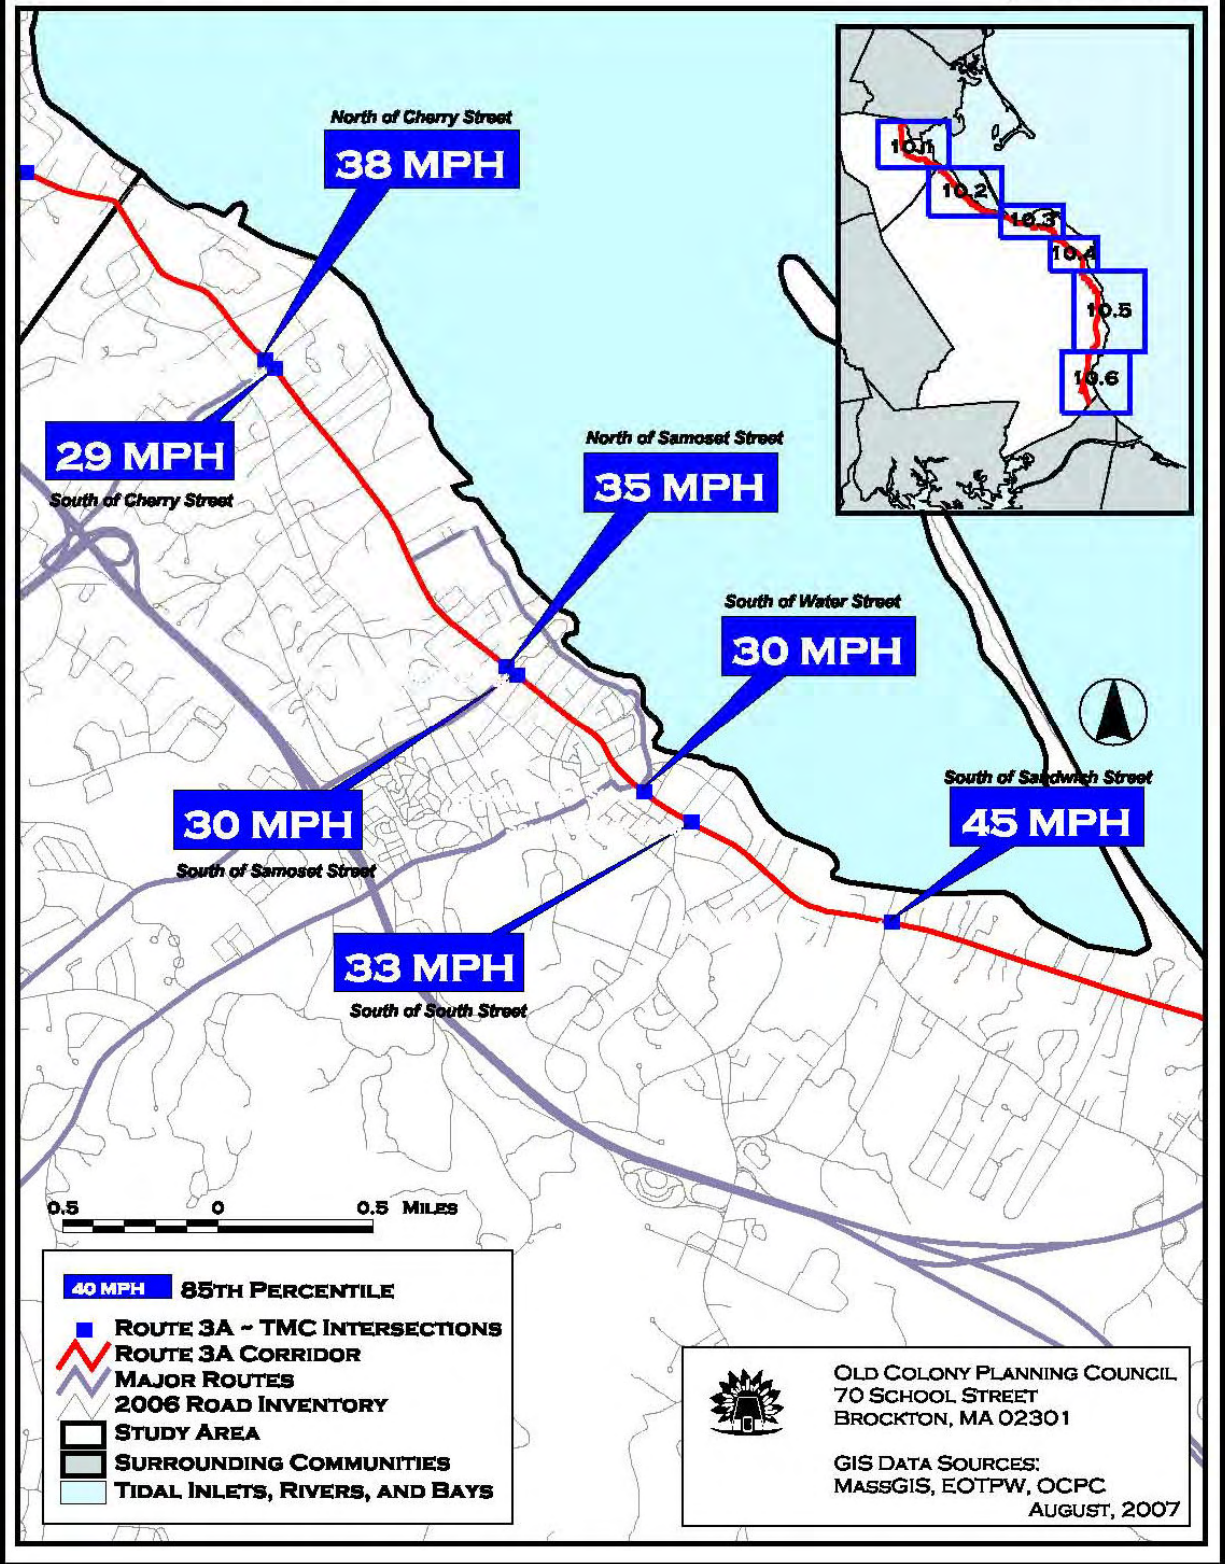 North of Cherry Street
38 MPH
10.1
10.2
10.3
10.4
10.5
10.6
29 MPH
South of Cherry Street
North of Samoset Street
35 MPH
South of Water Street
30 MPH
South of Sandwich Street
45 MPH
30 MPH
South of Samoset Street
33 MPH
South of South Street
0.5 0 0.5 MILES
40 MPH 85TH PERCENTILE
ROUTE 3A ~ TMC INTERSECTIONS
ROUTE 3A CORRIDOR
MAJOR ROUTES
2006 ROAD INVENTORY
STUDY AREA
SURROUNDING COMMUNITIES
TIDAL INLETS, RIVERS, AND BAYS
OLD COLONY PLANNING COUNCIL
70 SCHOOL STREET
BROCKTON, MA 02301
GIS DATA SOURCES:
MASSGIS, EOTPW, OCPC
AUGUST, 2007